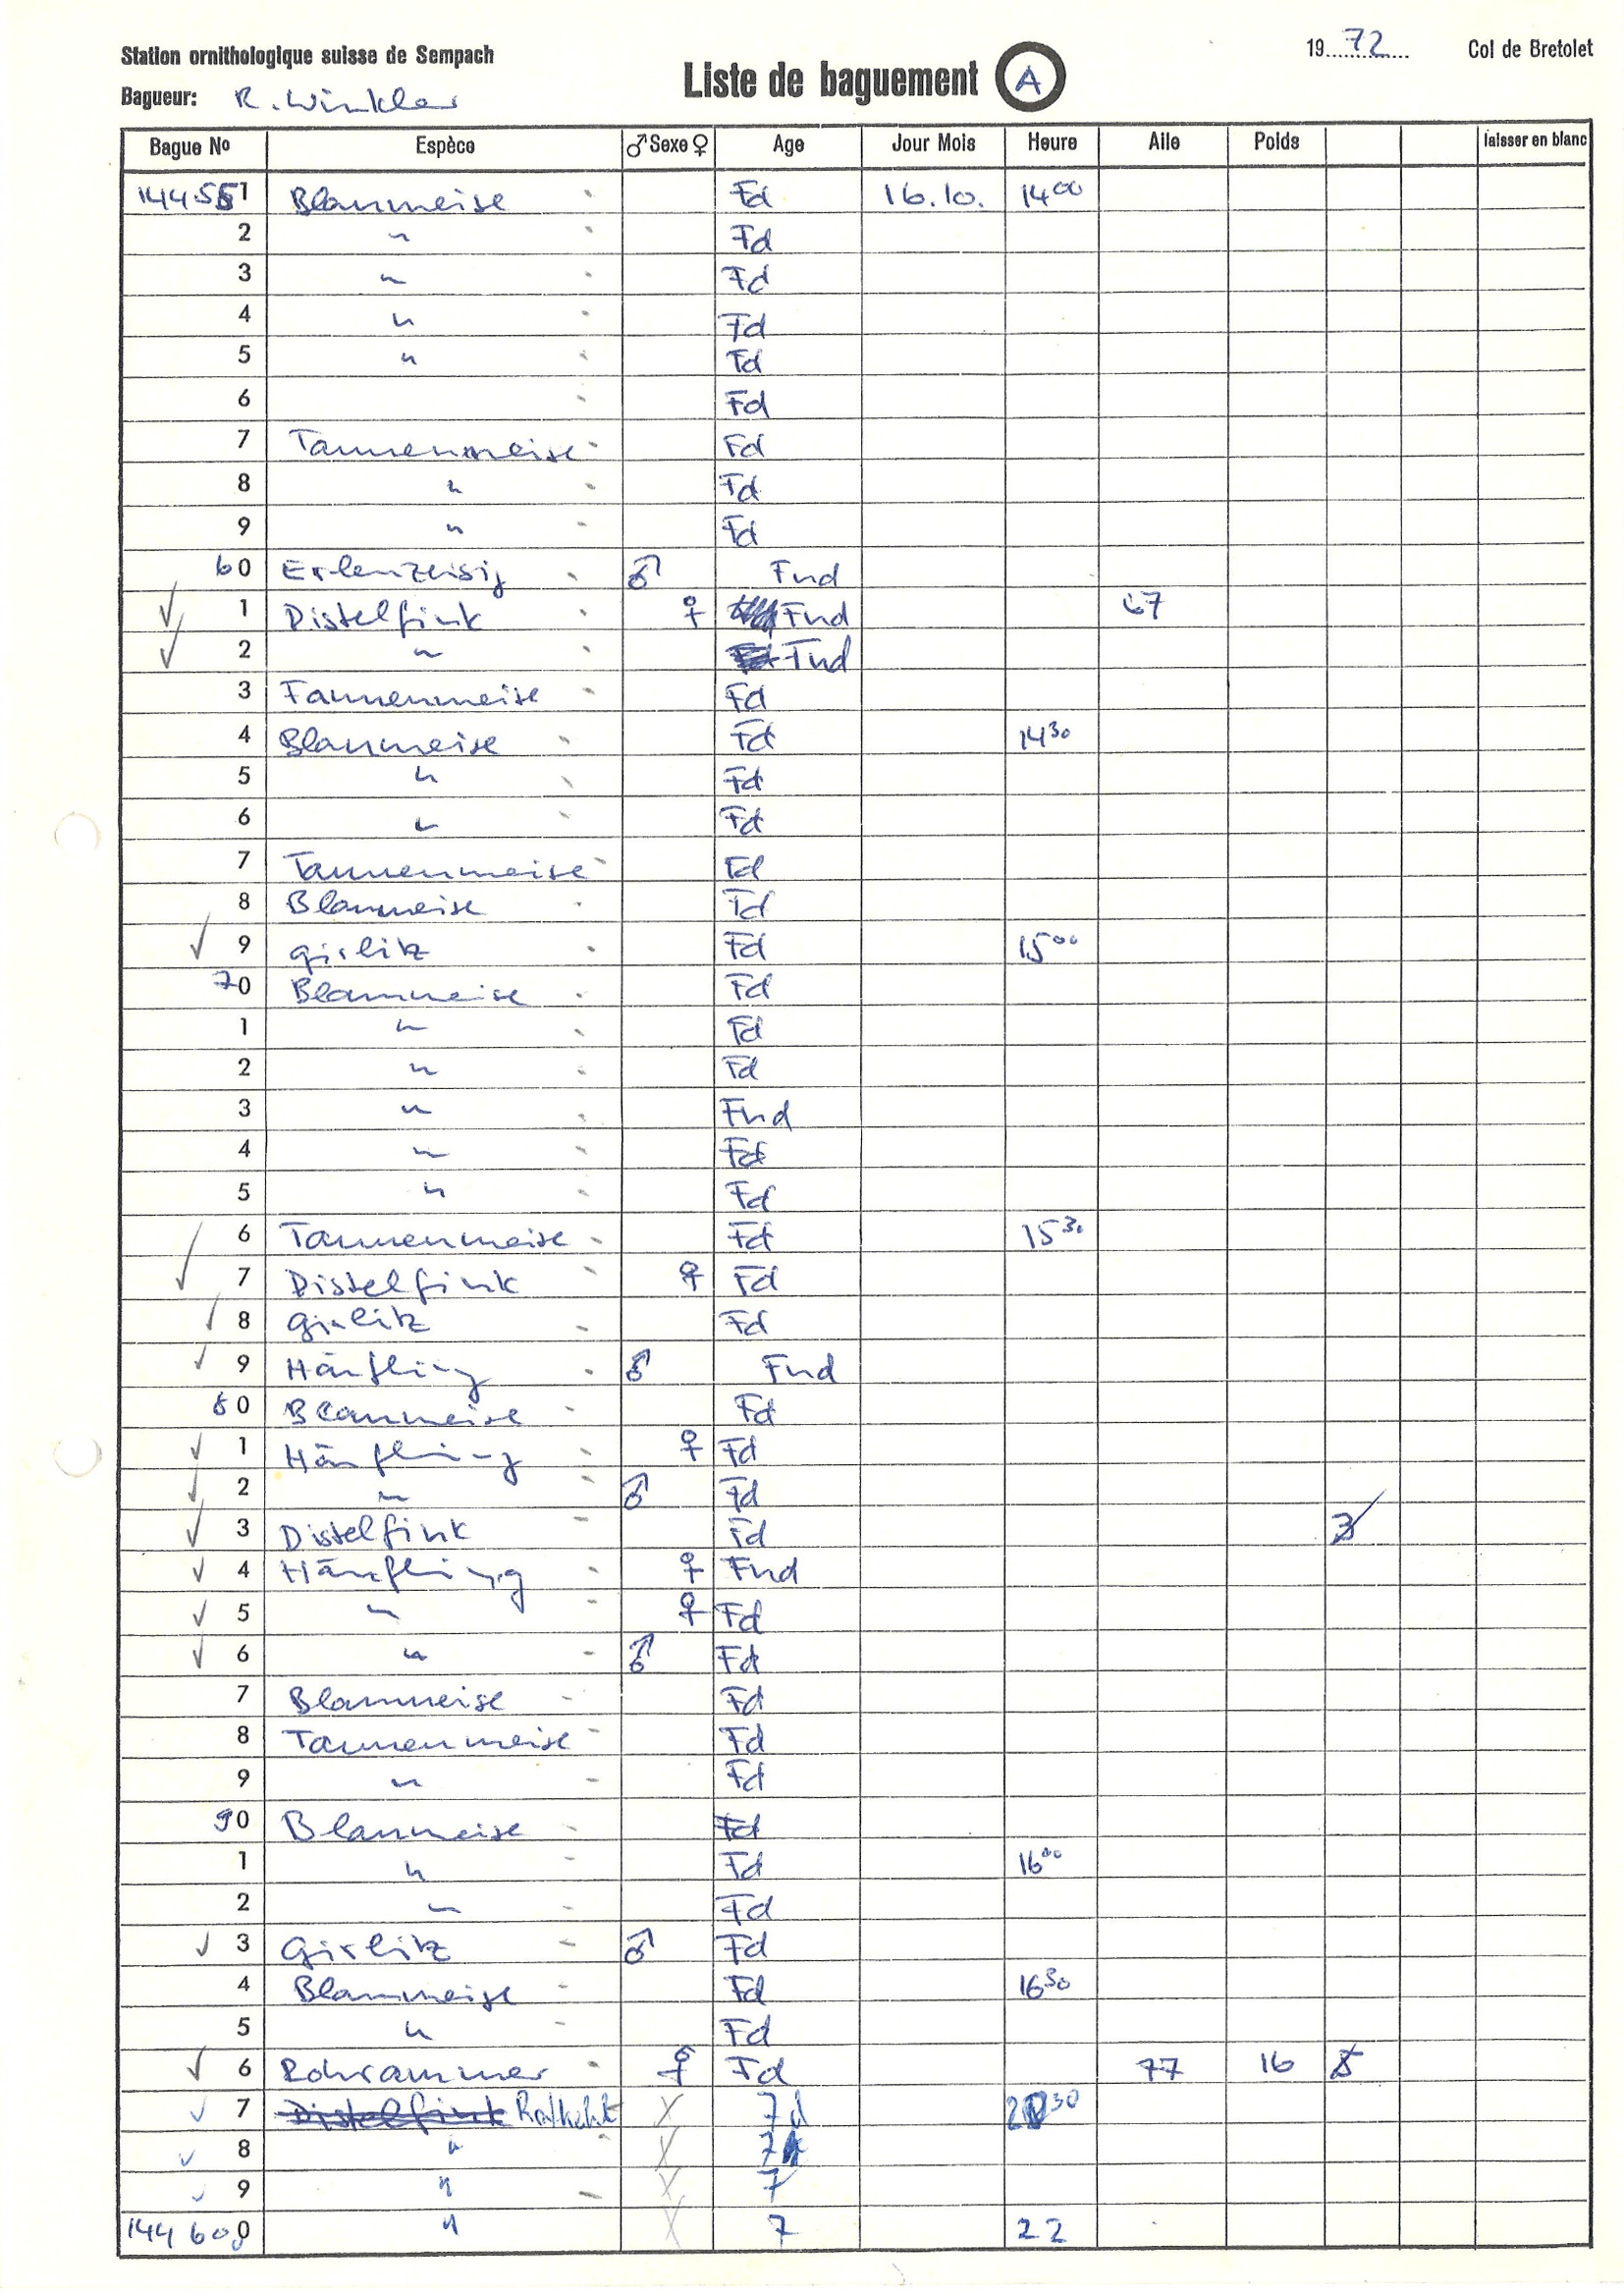 Station ornithologique suisse de Sempach
19 72 Col de Bretolet
Bagueur: R. Winkler
Liste de baguement A
Bague No Espèce ♂ Sexe ♀ Age Jour Mois Heure Aile Poids laisser en blanc
144551 Blaumeise - Fd 16.10. 14 00
2 " - Fd
3 " - Fd
4 " - Fd
5 " - Fd
6 - Fd
7 Tannenmeise - Fd
8 " - Fd
9 " - Fd
60 Erlenzeisig - ♂ Fnd
✓ 1 Distelfink - ♀ Fnd 67
✓ 2 " - Fnd
3 Tannenmeise - Fd
4 Blaumeise - Fd 14 30
5 " - Fd
6 " - Fd
7 Tannenmeise - Fd
8 Blaumeise - Fd
✓ 9 Girlitz - Fd 15 00
70 Blaumeise - Fd
1 " - Fd
2 " - Fd
3 " - Fnd
4 " - Fd
5 " - Fd
6 Tannenmeise - Fd 15 30
✓ 7 Distelfink - ♀ Fd
✓ 8 Girlitz - Fd
✓ 9 Hänfling - ♂ Fnd
80 Blaumeise - Fd
✓ 1 Hänfling - ♀ Fd
✓ 2 " - ♂ Fd
✓ 3 Distelfink - Fd 3
✓ 4 Hänfling - ♀ Fnd
✓ 5 " - ♀ Fd
✓ 6 " - ♂ Fd
7 Blaumeise - Fd
8 Tannenmeise - Fd
9 " - Fd
90 Blaumeise - Fd
1 " - Fd 16 00
2 " - Fd
✓ 3 Girlitz - ♂ Fd
4 Blaumeise - Fd 16 30
5 " - Fd
✓ 6 Rohrammer - ♀ Fd 77 16
✓ 7 Distelfink Rotkehl - X 7d 30
✓ 8 " - X 7
✓ 9 " - X 7
144600 " X 7 22